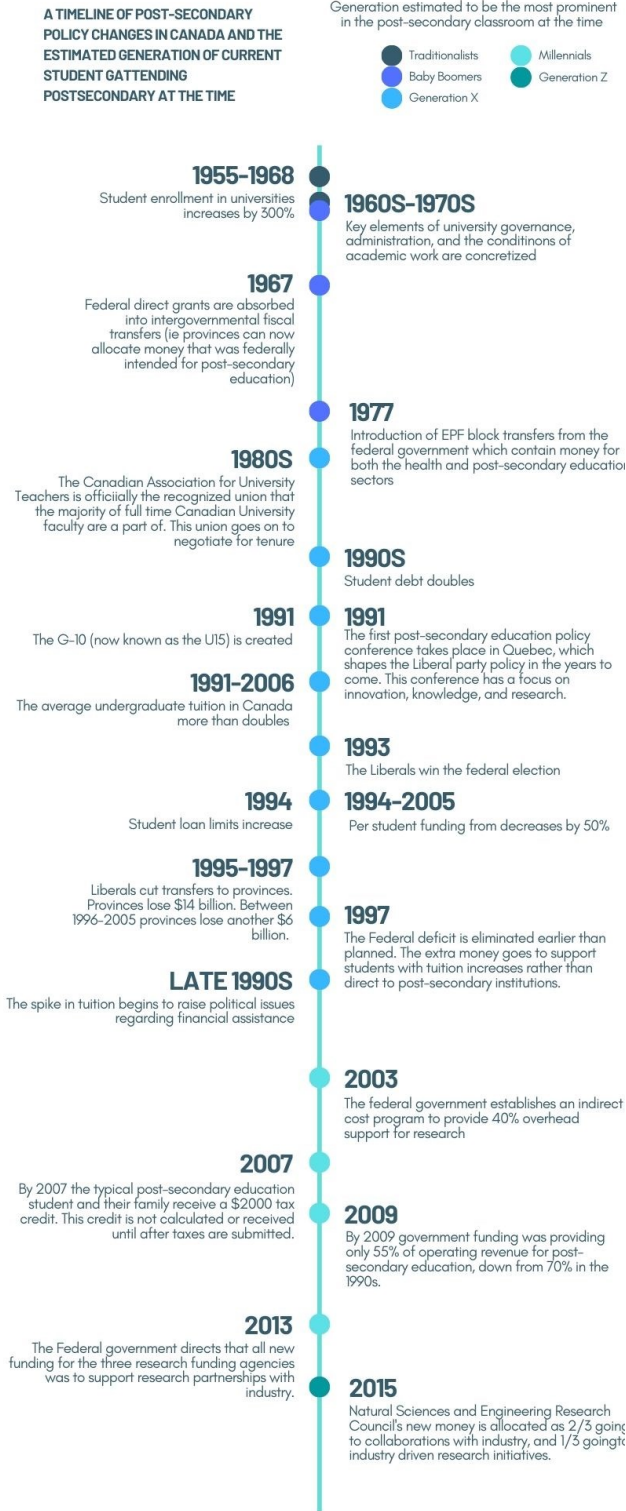 A TIMELINE OF POST-SECONDARY
POLICY CHANGES IN CANADA AND THE
ESTIMATED GENERATION OF CURRENT
STUDENT GATTENDING
POSTSECONDARY AT THE TIME
Generation estimated to be the most prominent
in the post-secondary classroom at the time
Traditionalists
Baby Boomers
Generation X
Millennials
Generation Z
1955-1968
Student enrollment in universities
increases by 300%
1960S-1970S
Key elements of university governance,
administration, and the conditinons of
academic work are concretized
1967
Federal direct grants are absorbed
into intergovernmental fiscal
transfers (ie provinces can now
allocate money that was federally
intended for post-secondary
education)
1977
Introduction of EPF block transfers from the
federal government which contain money for
both the health and post-secondary education
sectors
1980S
The Canadian Association for University
Teachers is officiially the recognized union that
the majority of full time Canadian University
faculty are a part of. This union goes on to
negotiate for tenure
1990S
Student debt doubles
1991
The G-10 (now known as the U15) is created
1991
The first post-secondary education policy
conference takes place in Quebec, which
shapes the Liberal party policy in the years to
come. This conference has a focus on
innovation, knowledge, and research.
1991-2006
The average undergraduate tuition in Canada
more than doubles
1993
The Liberals win the federal election
1994
Student loan limits increase
1994-2005
Per student funding from decreases by 50%
1995-1997
Liberals cut transfers to provinces.
Provinces lose $14 billion. Between
1996-2005 provinces lose another $6
billion.
1997
The Federal deficit is eliminated earlier than
planned. The extra money goes to support
students with tuition increases rather than
direct to post-secondary institutions.
LATE 1990S
The spike in tuition begins to raise political issues
regarding financial assistance
2003
The federal government establishes an indirect
cost program to provide 40% overhead
support for research
2007
By 2007 the typical post-secondary education
student and their family receive a $2000 tax
credit. This credit is not calculated or received
until after taxes are submitted.
2009
By 2009 government funding was providing
only 55% of operating revenue for post-
secondary education, down from 70% in the
1990s.
2013
The Federal government directs that all new
funding for the three research funding agencies
was to support research partnerships with
industry.
2015
Natural Sciences and Engineering Research
Council's new money is allocated as 2/3 going
to collaborations with industry, and 1/3 goingto
industry driven research initiatives.